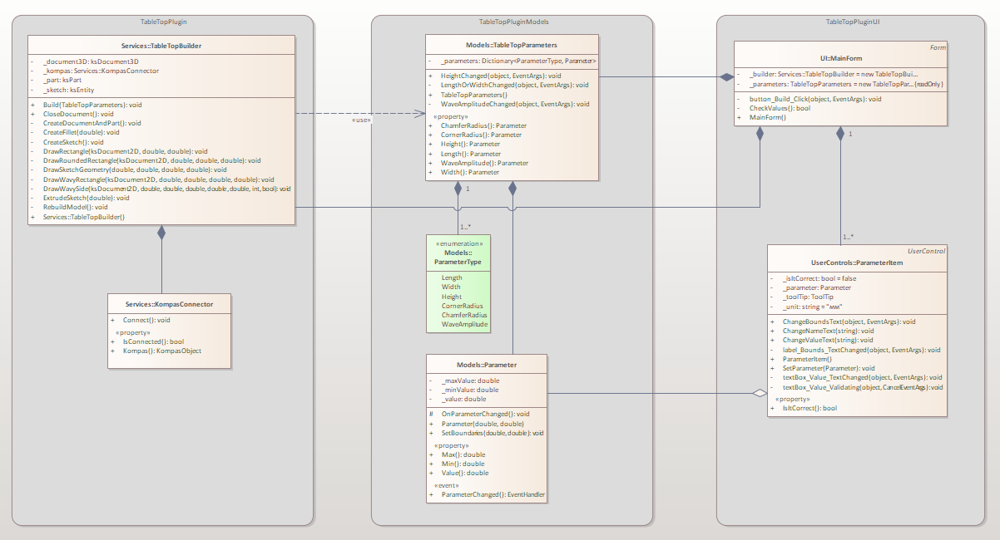 TableTopPlugin
Services::TableTopBuilder
- _document3D: ksDocument3D
- _kompas: Services::KompasConnector
- _part: ksPart
- _sketch: ksEntity
+ Build(TableTopParameters): void
+ CloseDocument(): void
- CreateDocumentAndPart(): void
- CreateFillet(double): void
- CreateSketch(): void
- DrawRectangle(ksDocument2D, double, double): void
- DrawRoundedRectangle(ksDocument2D, double, double, double): void
- DrawSketchGeometry(double, double, double, double): void
- DrawWavyRectangle(ksDocument2D, double, double, double, double): void
- DrawWavySide(ksDocument2D, double, double, double, double, double, int, bool): void
- ExtrudeSketch(double): void
- RebuildModel(): void
+ Services::TableTopBuilder()
Services::KompasConnector
+ Connect(): void
«property»
+ IsConnected(): bool
+ Kompas(): KompasObject
«use»
TableTopPluginModels
Models::TableTopParameters
- _parameters: Dictionary<ParameterType, Parameter>
+ HeightChanged(object, EventArgs): void
- LengthOrWidthChanged(object, EventArgs): void
+ TableTopParameters()
- WaveAmplitudeChanged(object, EventArgs): void
«property»
+ ChamferRadius(): Parameter
+ CornerRadius(): Parameter
+ Height(): Parameter
+ Length(): Parameter
+ WaveAmplitude(): Parameter
+ Width(): Parameter
1
1..*
«enumeration»
Models::
ParameterType
Length
Width
Height
CornerRadius
ChamferRadius
WaveAmplitude
Models::Parameter
- _maxValue: double
- _minValue: double
- _value: double
# OnParameterChanged(): void
+ Parameter(double, double)
+ SetBoundaries(double, double): void
«property»
+ Max(): double
+ Min(): double
+ Value(): double
«event»
+ ParameterChanged(): EventHandler
TableTopPluginUI
Form
UI::MainForm
- _builder: Services::TableTopBuilder = new TableTopBui...
- _parameters: TableTopParameters = new TableTopPar...{readOnly}
- button_Build_Click(object, EventArgs): void
- CheckValues(): bool
+ MainForm()
1
1..*
UserControl
UserControls::ParameterItem
- _isItCorrect: bool = false
- _parameter: Parameter
- _toolTip: ToolTip
- _unit: string = "мм"
+ ChangeBoundsText(object, EventArgs): void
+ ChangeNameText(string): void
+ ChangeValueText(string): void
- label_Bounds_TextChanged(object, EventArgs): void
+ ParameterItem()
+ SetParameter(Parameter): void
- textBox_Value_TextChanged(object, EventArgs): void
- textBox_Value_Validating(object, CancelEventArgs): void
«property»
+ IsItCorrect(): bool